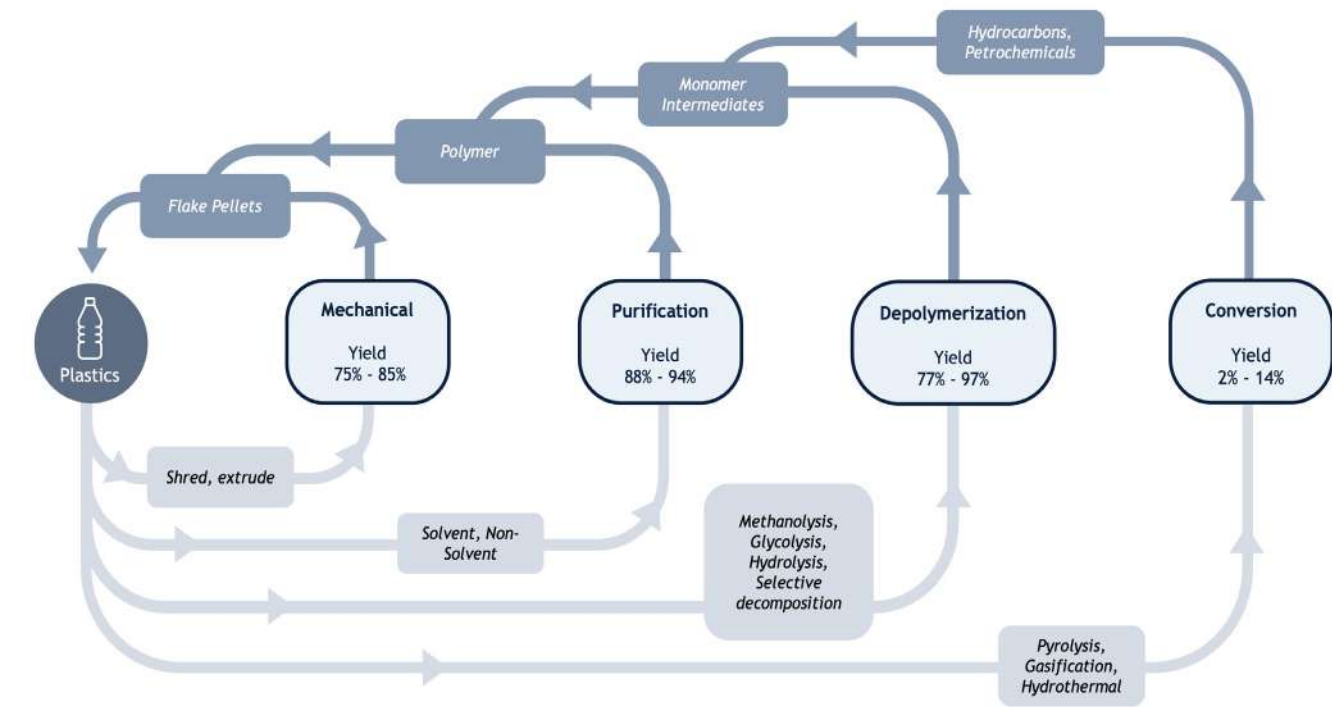 Hydrocarbons,
Petrochemicals
Monomer
Intermediates
Polymer
Flake Pellets
Plastics
Mechanical
Yield
75% - 85%
Purification
Yield
88% - 94%
Depolymerization
Yield
77% - 97%
Conversion
Yield
2% - 14%
Shred, extrude
Solvent, Non-
Solvent
Methanolysis,
Glycolysis,
Hydrolysis,
Selective
decomposition
Pyrolysis,
Gasification,
Hydrothermal